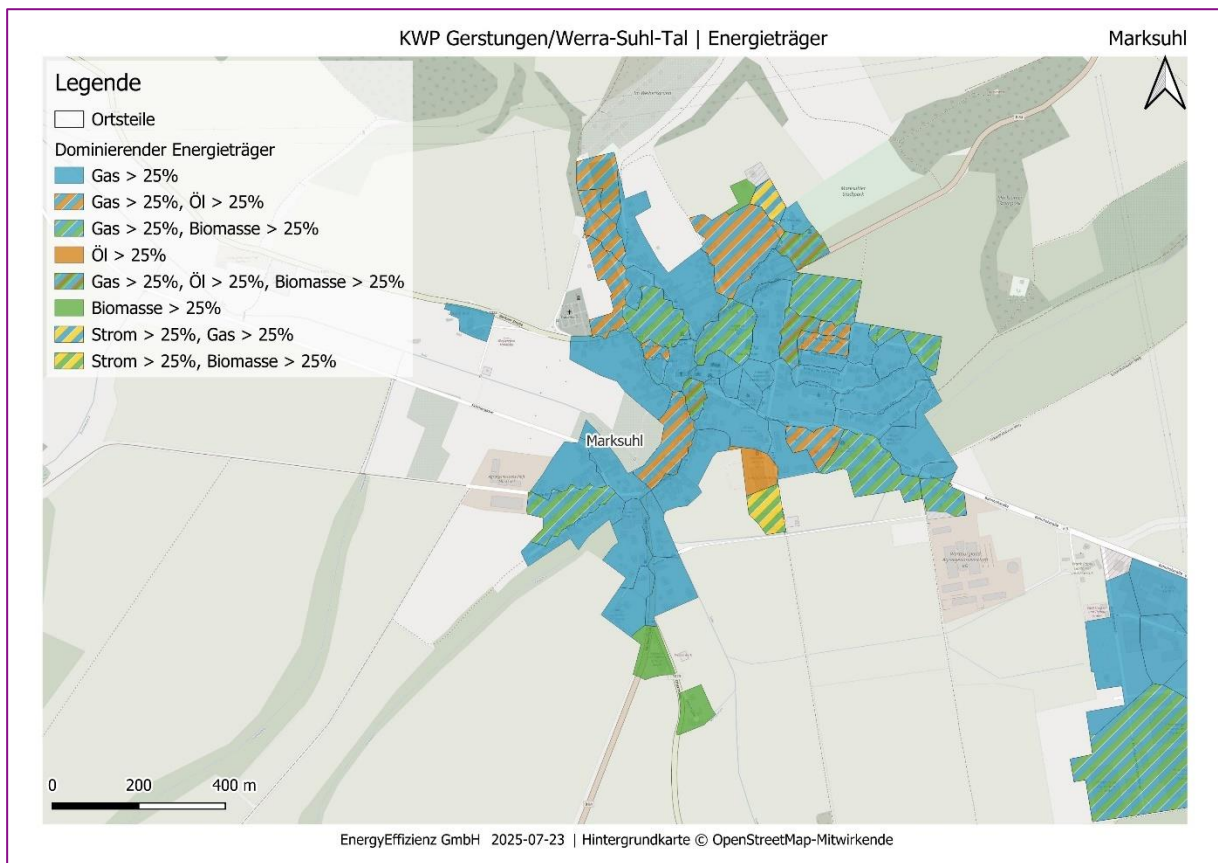 KWP Gerstungen/Werra-Suhl-Tal | Energieträger
Marksuhl
Legende
Ortsteile
Dominierender Energieträger
Gas > 25%
Gas > 25%, Öl > 25%
Gas > 25%, Biomasse > 25%
Öl > 25%
Gas > 25%, Öl > 25%, Biomasse > 25%
Biomasse > 25%
Strom > 25%, Gas > 25%
Strom > 25%, Biomasse > 25%
Marksuhl
0 200 400 m
EnergyEffizienz GmbH 2025-07-23 | Hintergrundkarte © OpenStreetMap-Mitwirkende